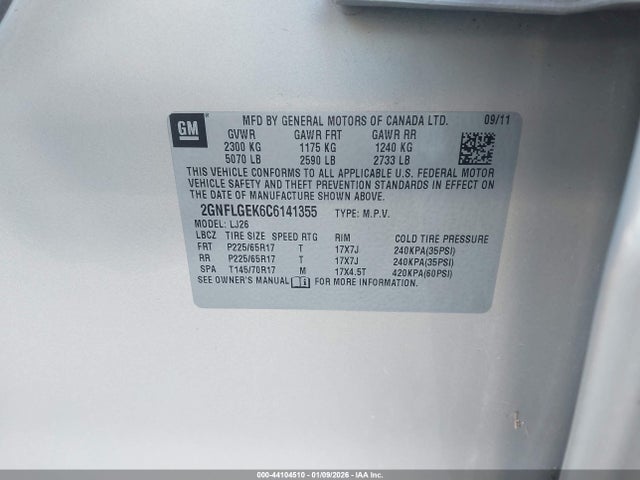 GM
MFD BY GENERAL MOTORS OF CANADA LTD. 09/11
GVWR GAWR FRT GAWR RR
2300 KG 1175 KG 1240 KG
5070 LB 2590 LB 2733 LB
THIS VEHICLE CONFORMS TO ALL APPLICABLE U.S. FEDERAL MOTOR
VEHICLE SAFETY AND THEFT PREVENTION STANDARDS IN EFFECT ON
THE DATE OF MANUFACTURE SHOWN ABOVE.
2GNFLGEK6C6141355 TYPE: M.P.V.
MODEL: LJ26
LBCZ TIRE SIZE SPEED RTG RIM COLD TIRE PRESSURE
FRT P225/65R17 T 17X7J 240KPA(35PSI)
RR P225/65R17 T 17X7J 240KPA(35PSI)
SPA T145/70R17 M 17X4.5T 420KPA(60PSI)
SEE OWNER'S MANUAL FOR MORE INFORMATION.
000-44104510 - 01/09/2026 - IAA Corp.